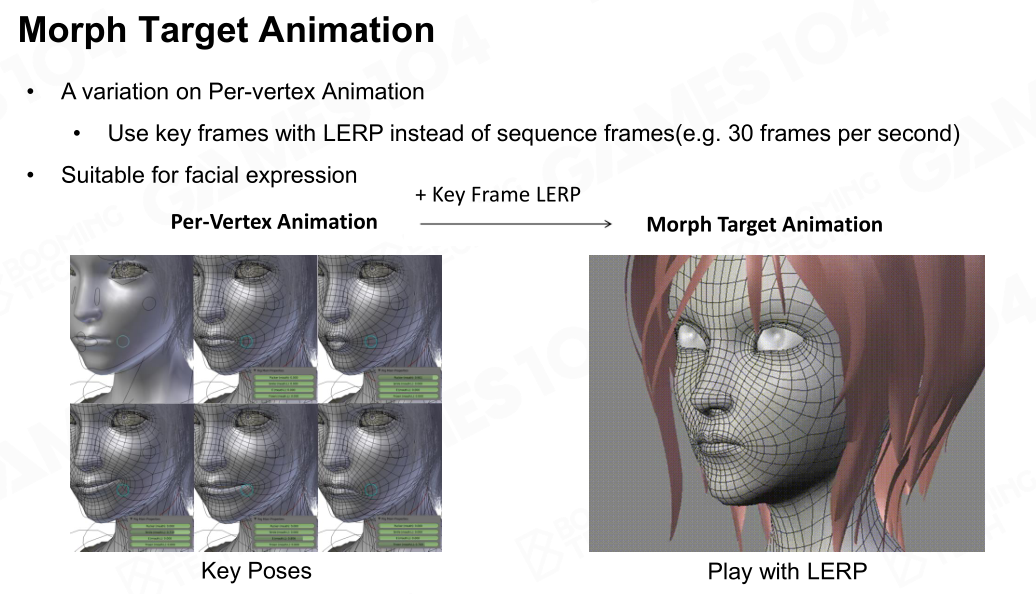 Morph Target Animation
• A variation on Per-vertex Animation
• Use key frames with LERP instead of sequence frames(e.g. 30 frames per second)
• Suitable for facial expression
+ Key Frame LERP
Per-Vertex Animation
Morph Target Animation
Key Poses
Play with LERP
GAMES104
BOOMING
TECH